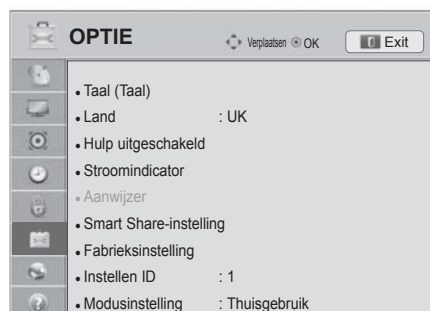 OPTIE Verplaatsen OK Exit
• Taal (Taal)
• Land : UK
• Hulp uitgeschakeld
• Stroomindicator
• Aanwijzer
• Smart Share-instelling
• Fabrieksinstelling
• Instellen ID : 1
• Modusinstelling : Thuisgebruik